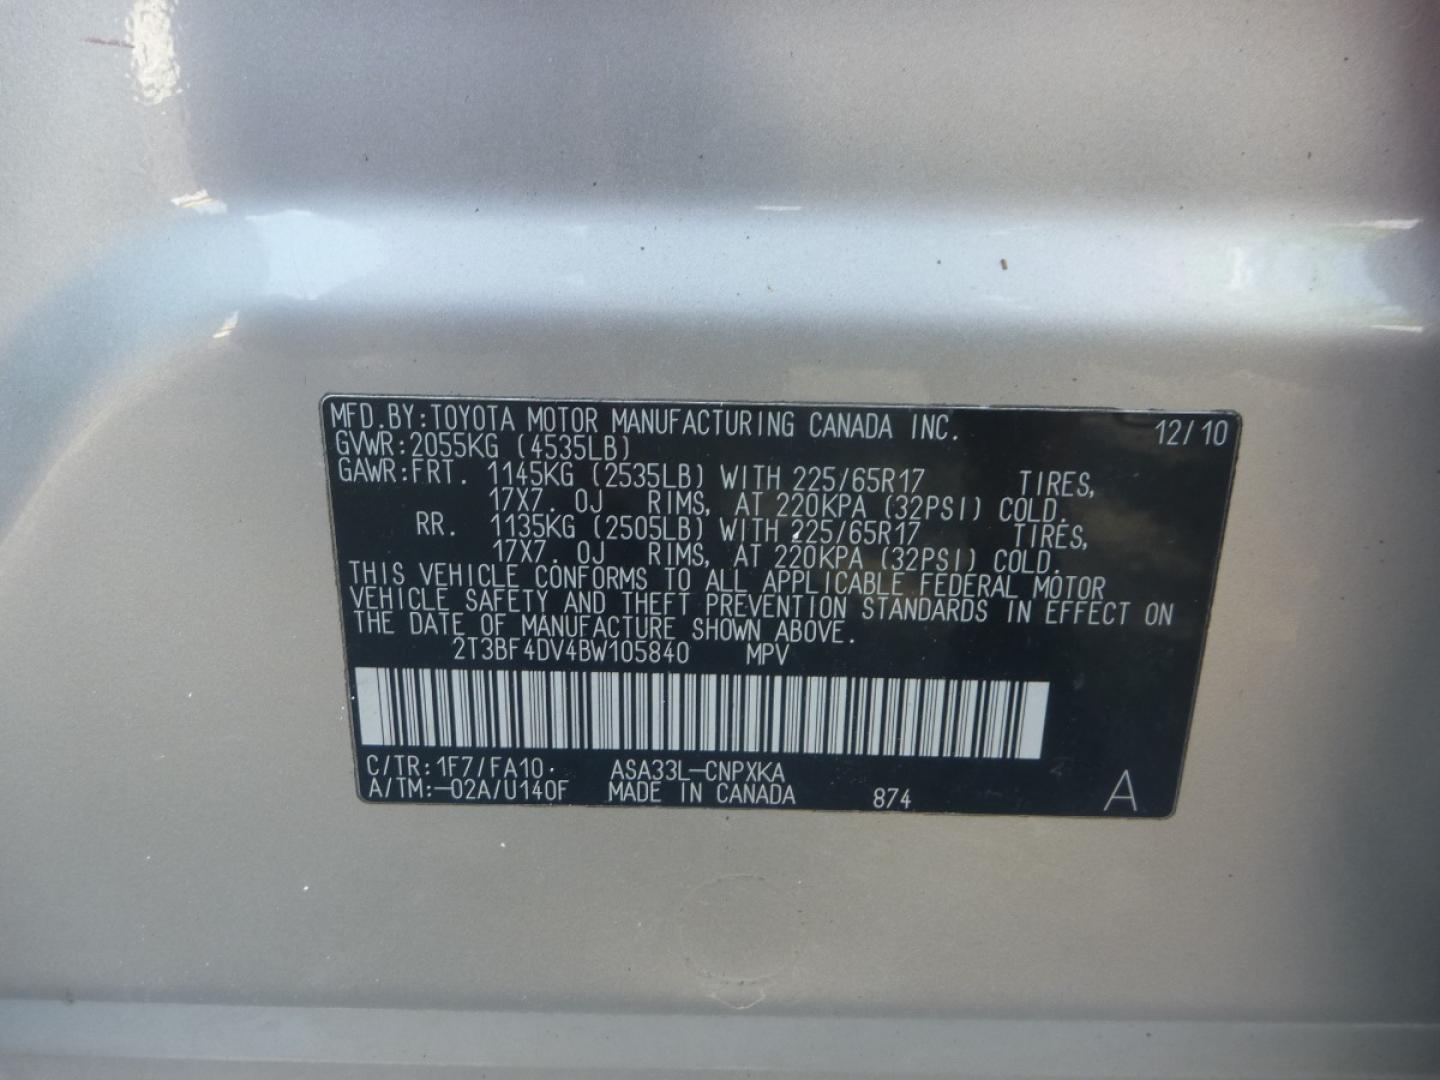 MFD.BY:TOYOTA MOTOR MANUFACTURING CANADA INC. 12/10
GVWR:2055KG (4535LB)
GAWR:FRT. 1145KG (2535LB) WITH 225/65R17 TIRES,
17X7.0J RIMS, AT 220KPA (32PSI) COLD.
RR. 1135KG (2505LB) WITH 225/65R17 TIRES,
17X7.0J RIMS, AT 220KPA (32PSI) COLD.
THIS VEHICLE CONFORMS TO ALL APPLICABLE FEDERAL MOTOR
VEHICLE SAFETY AND THEFT PREVENTION STANDARDS IN EFFECT ON
THE DATE OF MANUFACTURE SHOWN ABOVE.
2T3BF4DV4BW105840 MPV
C/TR:1F7/FA10 ASA33L-CNPXKA
A/TM:-02A/U140F MADE IN CANADA 874 A